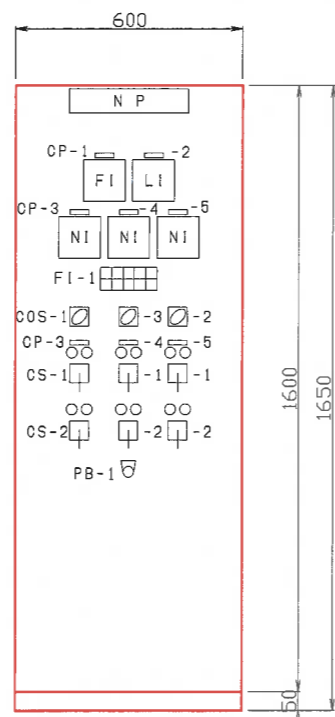 600
N P
CP-1 -2
FI LI
CP-3 -4 -5
NI NI NI
FI-1
COS-1 -3 -2
CP-3 -4 -5
CS-1 -1 -1
CS-2 -2 -2
PB-1
1600
1650
50